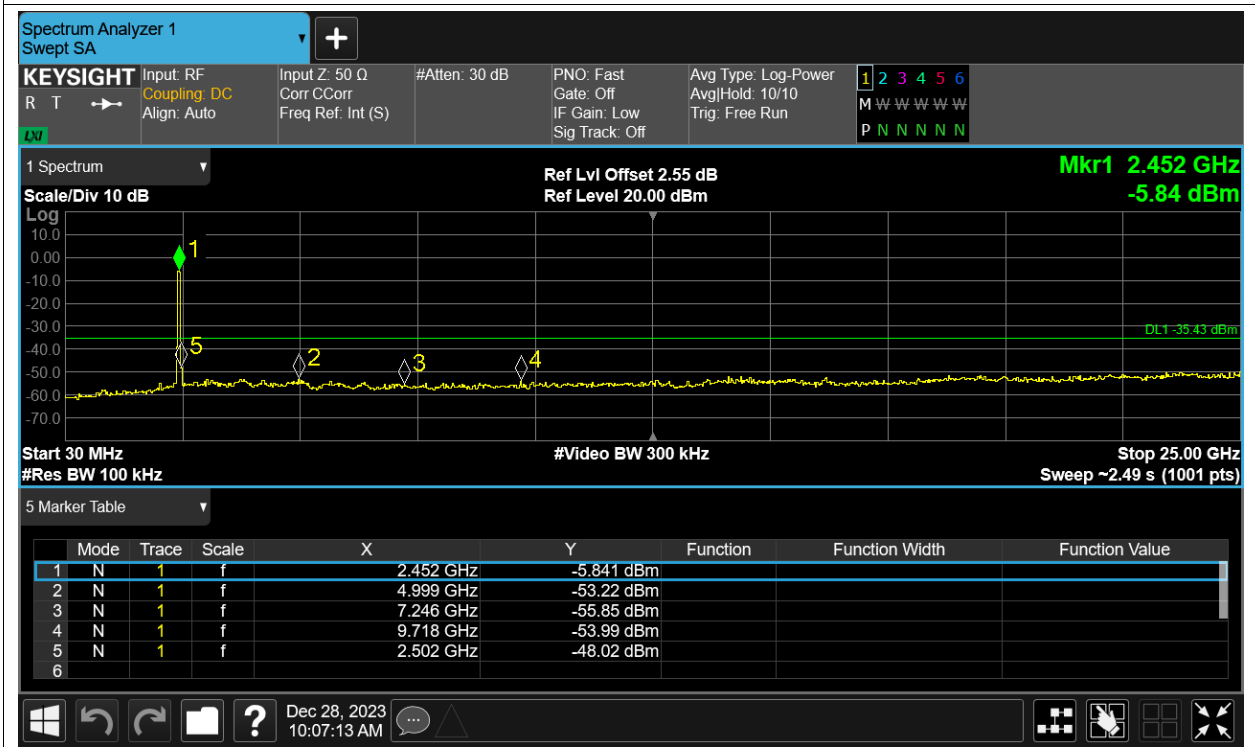 Spectrum Analyzer 1
Swept SA
KEYSIGHT Input: RF Input Z: 50 Ω #Atten: 30 dB PNO: Fast Avg Type: Log-Power 1 2 3 4 5 6
R T Coupling: DC Corr CCorr Gate: Off Avg|Hold: 10/10 M W W W W W
Align: Auto Freq Ref: Int (S) IF Gain: Low Trig: Free Run
LXI Sig Track: Off P N N N N N
1 Spectrum Ref Lvl Offset 2.55 dB Mkr1 2.452 GHz
Scale/Div 10 dB Ref Level 20.00 dBm -5.84 dBm
Log
10.0
0.00
-10.0
-20.0
-30.0
-40.0
-50.0
-60.0
-70.0
1
5
2
3
4
DL1 -35.43 dBm
Start 30 MHz #Video BW 300 kHz Stop 25.00 GHz
#Res BW 100 kHz Sweep ~2.49 s (1001 pts)
5 Marker Table
Mode Trace Scale X Y Function Function Width Function Value
1 N 1 f 2.452 GHz -5.841 dBm
2 N 1 f 4.999 GHz -53.22 dBm
3 N 1 f 7.246 GHz -55.85 dBm
4 N 1 f 9.718 GHz -53.99 dBm
5 N 1 f 2.502 GHz -48.02 dBm
6
? Dec 28, 2023
10:07:13 AM